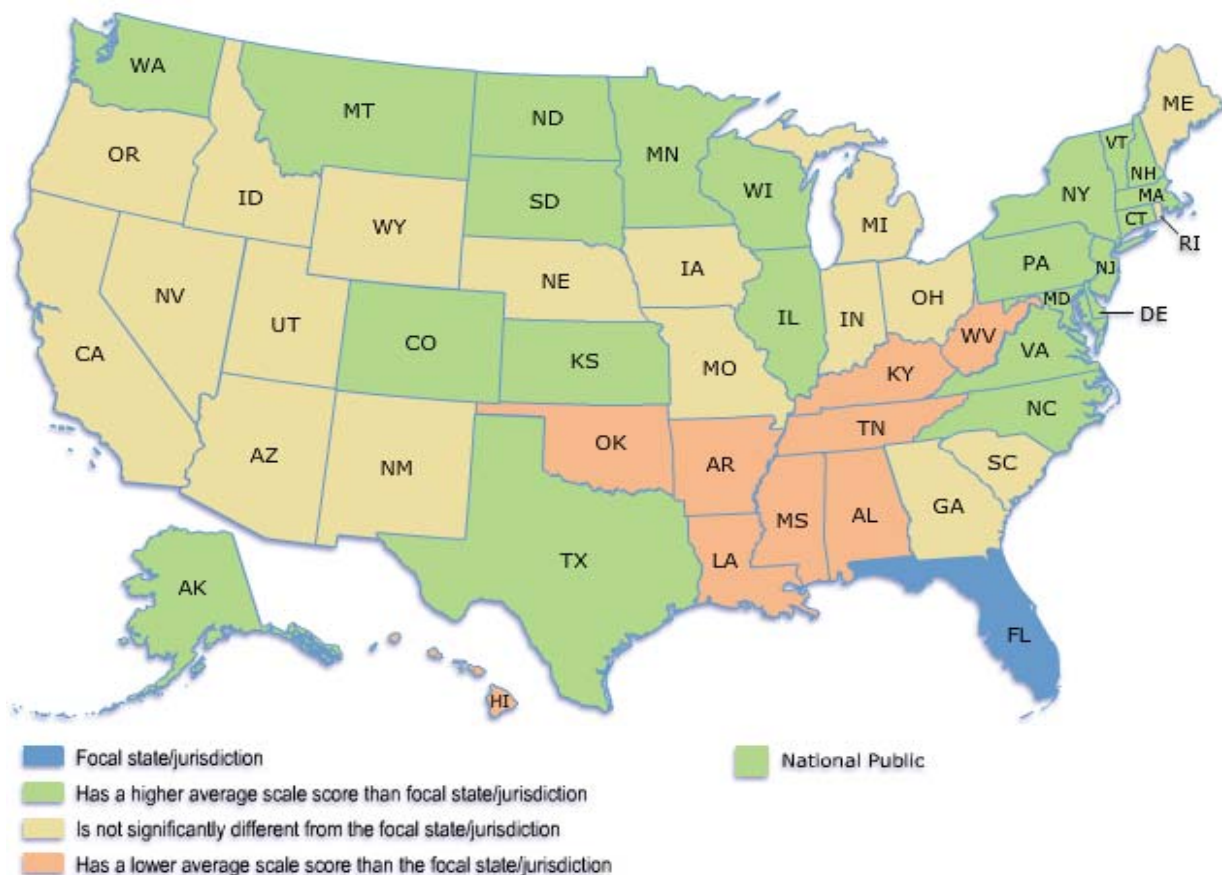 WA
MT
ND
MN
ME
OR
ID
SD
WI
VT
NH
NY
MA
CT
RI
WY
MI
IA
PA
NJ
NE
NV
UT
OH
IL
IN
MD
DE
CO
CA
KS
MO
WV
VA
KY
NC
TN
OK
AZ
NM
AR
SC
MS
AL
GA
LA
TX
AK
FL
HI
Focal state/jurisdiction
National Public
Has a higher average scale score than focal state/jurisdiction
Is not significantly different from the focal state/jurisdiction
Has a lower average scale score than the focal state/jurisdiction